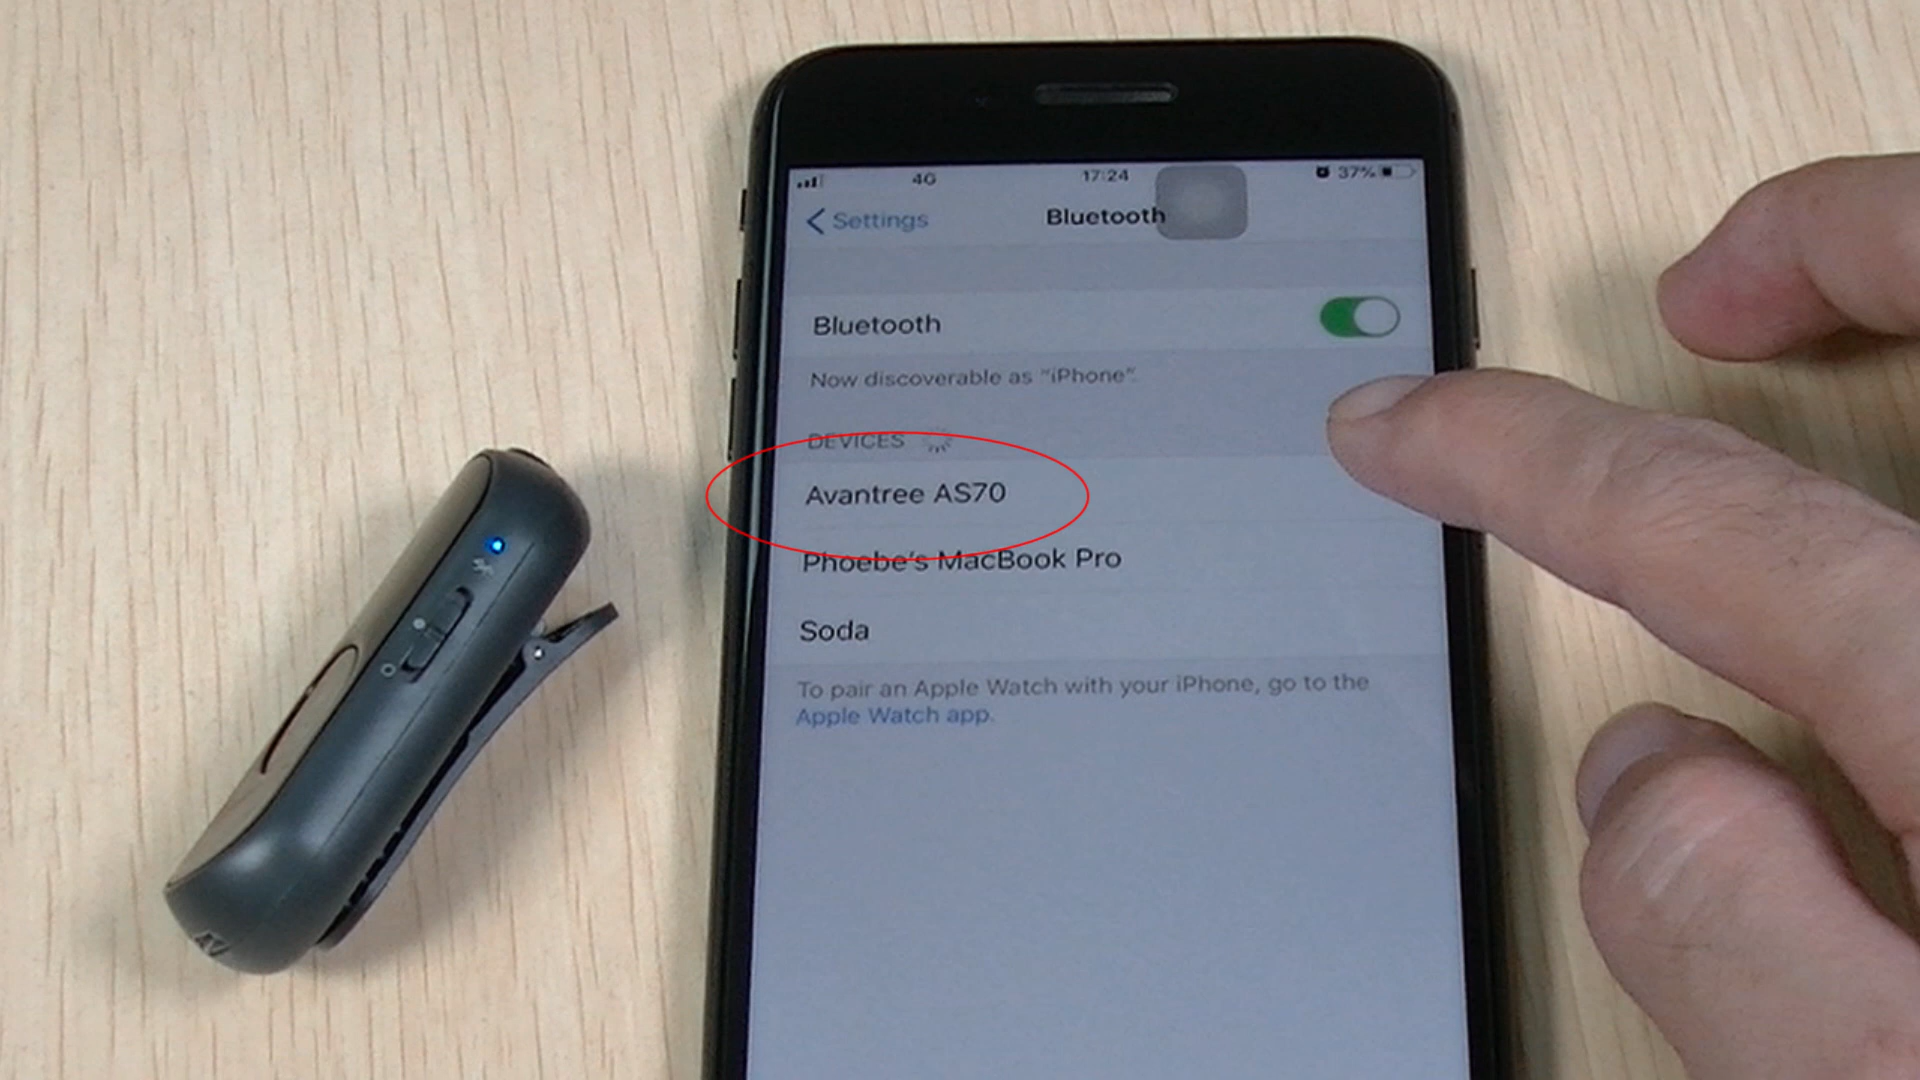 4G 17:24 37%
Settings Bluetooth
Bluetooth
Now discoverable as "iPhone".
DEVICES
Avantree AS70
Phoebe's MacBook Pro
Soda
To pair an Apple Watch with your iPhone, go to the
Apple Watch app.